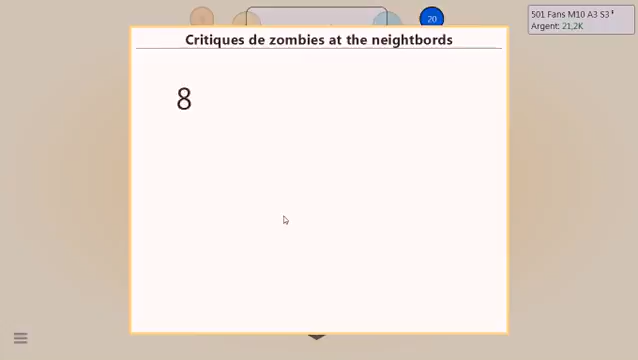 20
501 Fans M10 A3 S3
Argent: 21,2K
Critiques de zombies at the neightbords
8